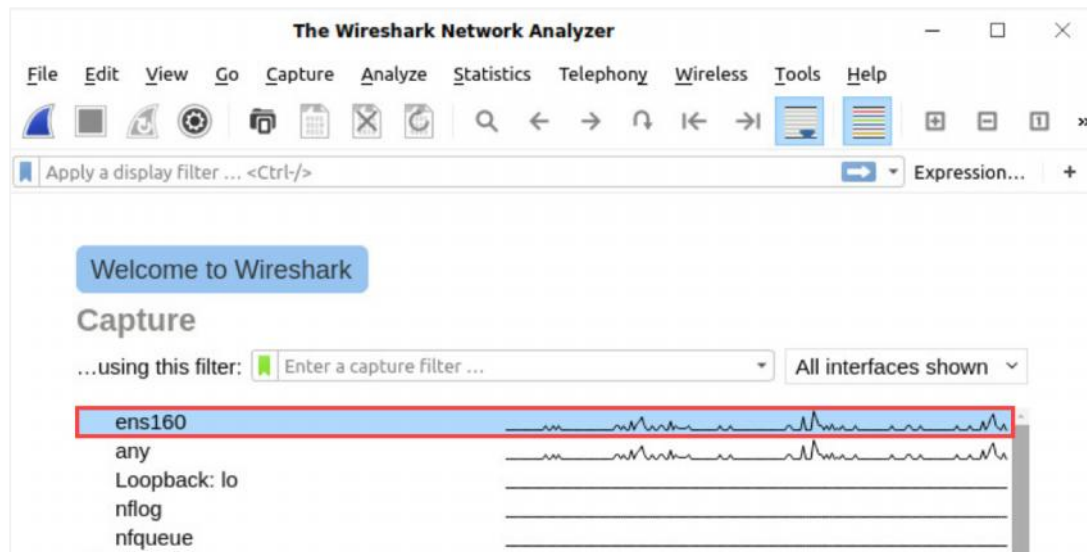 The Wireshark Network Analyzer
File Edit View Go Capture Analyze Statistics Telephony Wireless Tools Help
Apply a display filter ... <Ctrl-/> Expression... +
Welcome to Wireshark
Capture
...using this filter: Enter a capture filter ... All interfaces shown
ens160
any
Loopback: lo
nflog
nfqueue